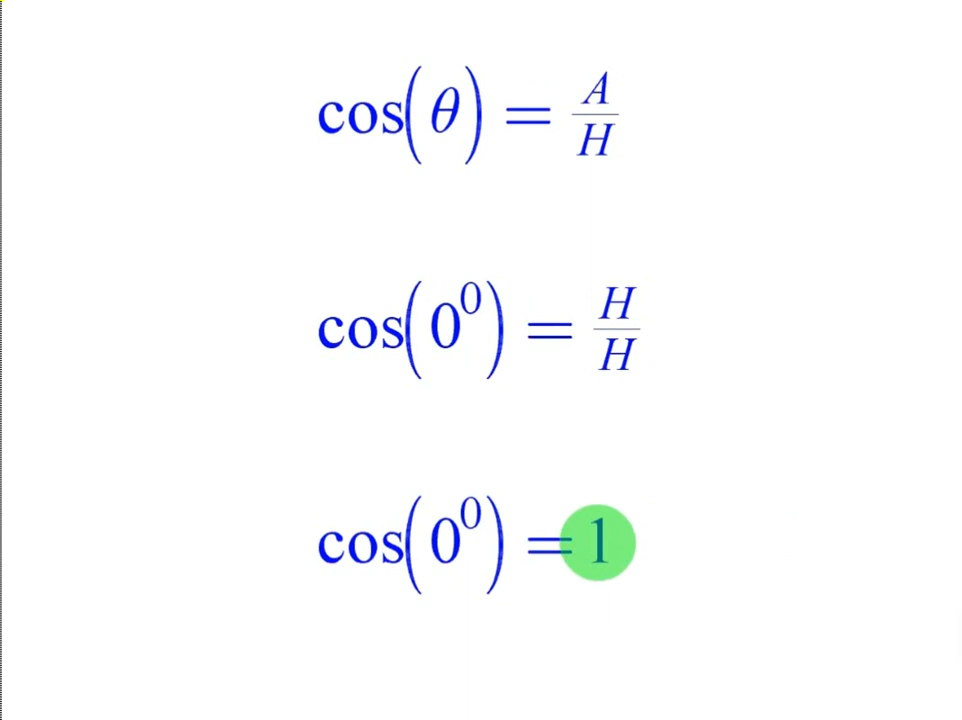 cos(θ) = A/H
cos(0⁰) = H/H
cos(0⁰) = 1